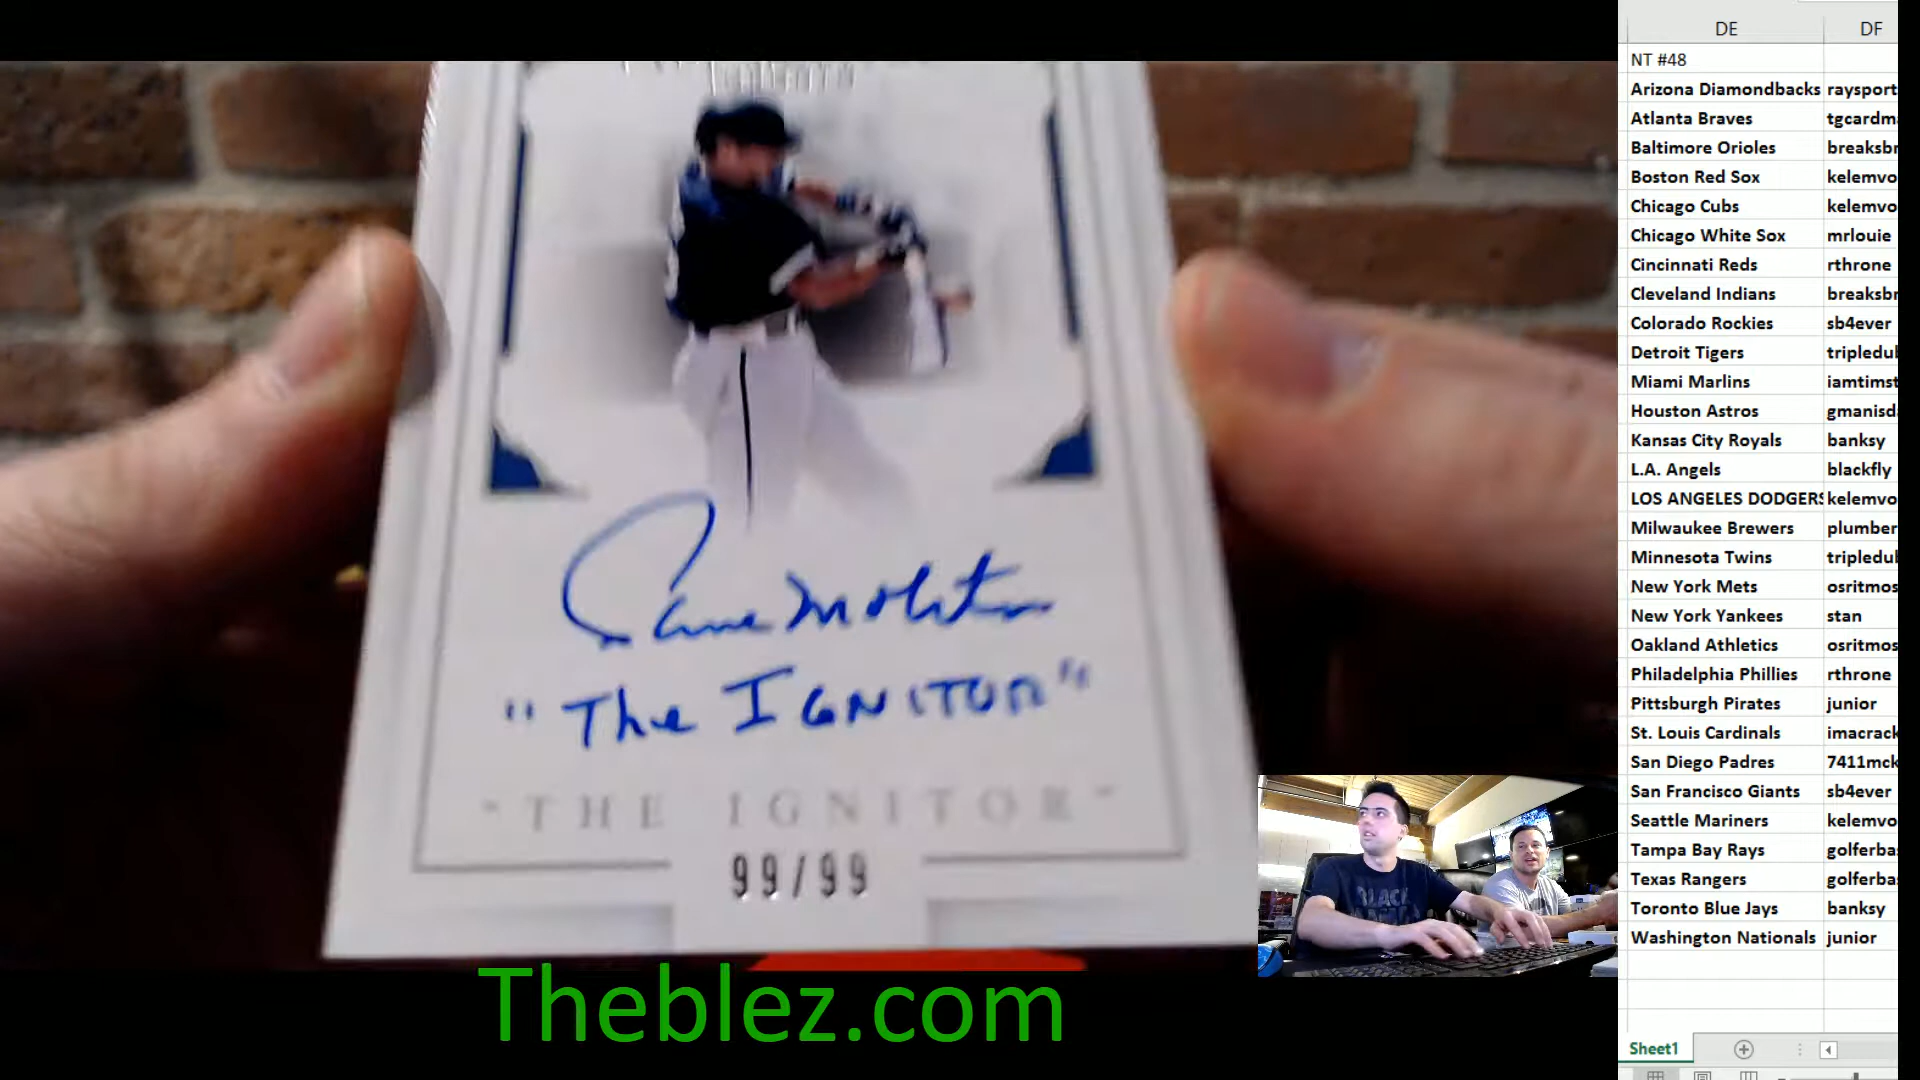 DE DF
NT #48
Arizona Diamondbacks raysport
Atlanta Braves tgcardm
Baltimore Orioles breaksbr
Boston Red Sox kelemvo
Chicago Cubs kelemvo
Chicago White Sox mrlouie
Cincinnati Reds rthrone
Cleveland Indians breaksbr
Colorado Rockies sb4ever
Detroit Tigers tripledu
Miami Marlins iamtimst
Houston Astros gmanisd
Kansas City Royals banksy
L.A. Angels blackfly
LOS ANGELES DODGERS kelemvo
Milwaukee Brewers plumber
Minnesota Twins tripledu
New York Mets osritmos
New York Yankees stan
Oakland Athletics osritmos
Philadelphia Phillies rthrone
Pittsburgh Pirates junior
St. Louis Cardinals imacrack
San Diego Padres 7411mck
San Francisco Giants sb4ever
Seattle Mariners kelemvo
Tampa Bay Rays golferba
Texas Rangers golferba
Toronto Blue Jays banksy
Washington Nationals junior
Sheet1
"The IGNITOR"
"THE IGNITOR"
99/99
Theblez.com